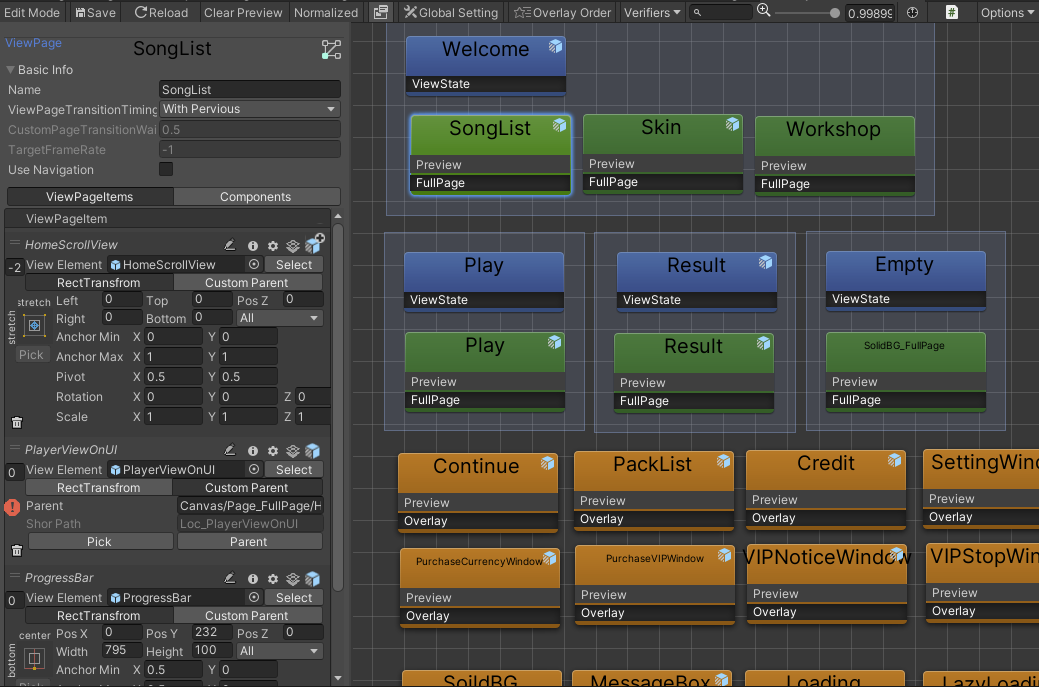 Edit Mode Save Reload Clear Preview Normalized Global Setting Overlay Order Verifiers 0.9989 # Options
ViewPage
SongList
Basic Info
Name SongList
ViewPageTransitionTiming With Pervious
CustomPageTransitionWai 0.5
TargetFrameRate -1
Use Navigation
ViewPageItems Components
ViewPageItem
HomeScrollView
-2 View Element HomeScrollView Select
RectTransfrom Custom Parent
stretch Left 0 Top 0 Pos Z 0
stretch Right 0 Bottom 0 All
Anchor Min X 0 Y 0
Pick Anchor Max X 1 Y 1
Pivot X 0.5 Y 0.5
Rotation X 0 Y 0 Z 0
Scale X 1 Y 1 Z 1
PlayerViewOnUI
0 View Element PlayerViewOnUI Select
RectTransfrom Custom Parent
Parent Canvas/Page_FullPage/H
Shor Path Loc_PlayerViewOnUI
Pick Parent
ProgressBar
0 View Element ProgressBar Select
RectTransfrom Custom Parent
center Pos X 0 Pos Y 232 Pos Z 0
bottom Width 795 Height 100 All
Anchor Min X 0.5 Y 0
Welcome
ViewState
SongList Skin Workshop
Preview Preview Preview
FullPage FullPage FullPage
Play Result Empty
ViewState ViewState ViewState
Play Result SolidBG_FullPage
Preview Preview Preview
FullPage FullPage FullPage
Continue PackList Credit SettingWind
Preview Preview Preview Preview
Overlay Overlay Overlay Overlay
PurchaseCurrencyWindow PurchaseVIPWindow VIPNoticeWindow VIPStopWin
Preview Preview Preview Preview
Overlay Overlay Overlay Overlay
SoildBG MessageBox Loading LazyLoadi